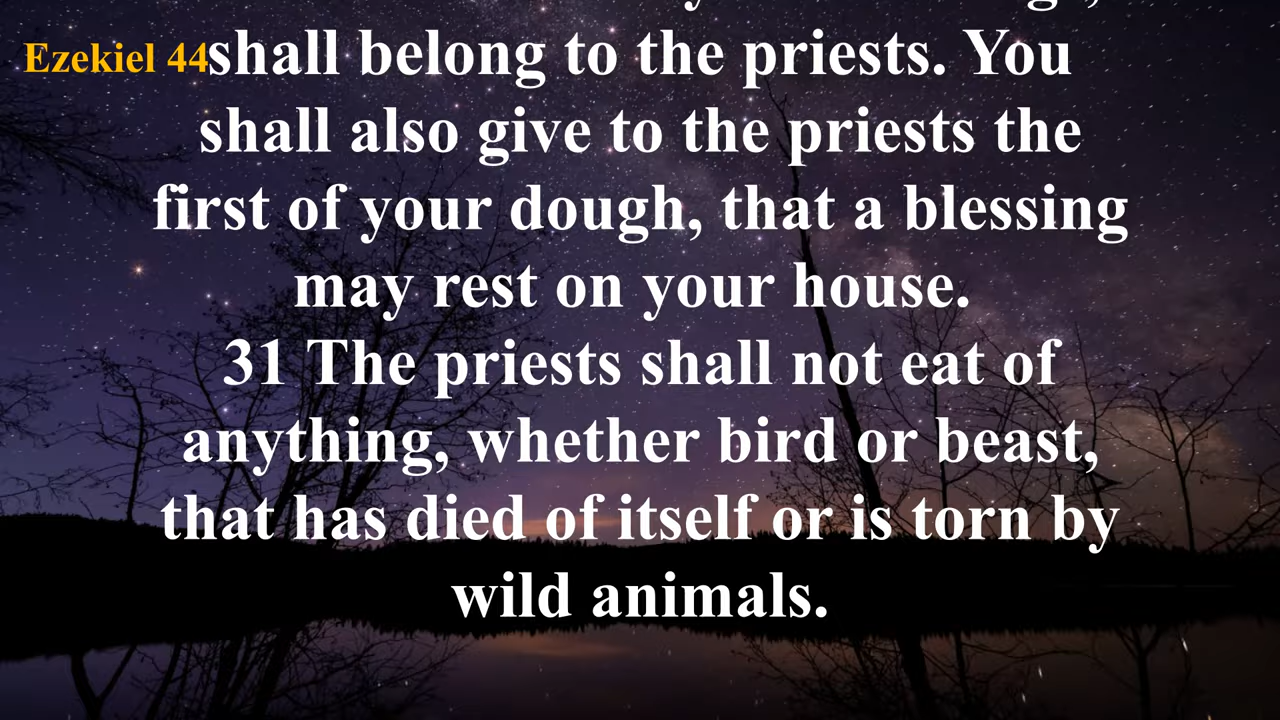 Ezekiel 44
shall belong to the priests. You
shall also give to the priests the
first of your dough, that a blessing
may rest on your house.
31 The priests shall not eat of
anything, whether bird or beast,
that has died of itself or is torn by
wild animals.